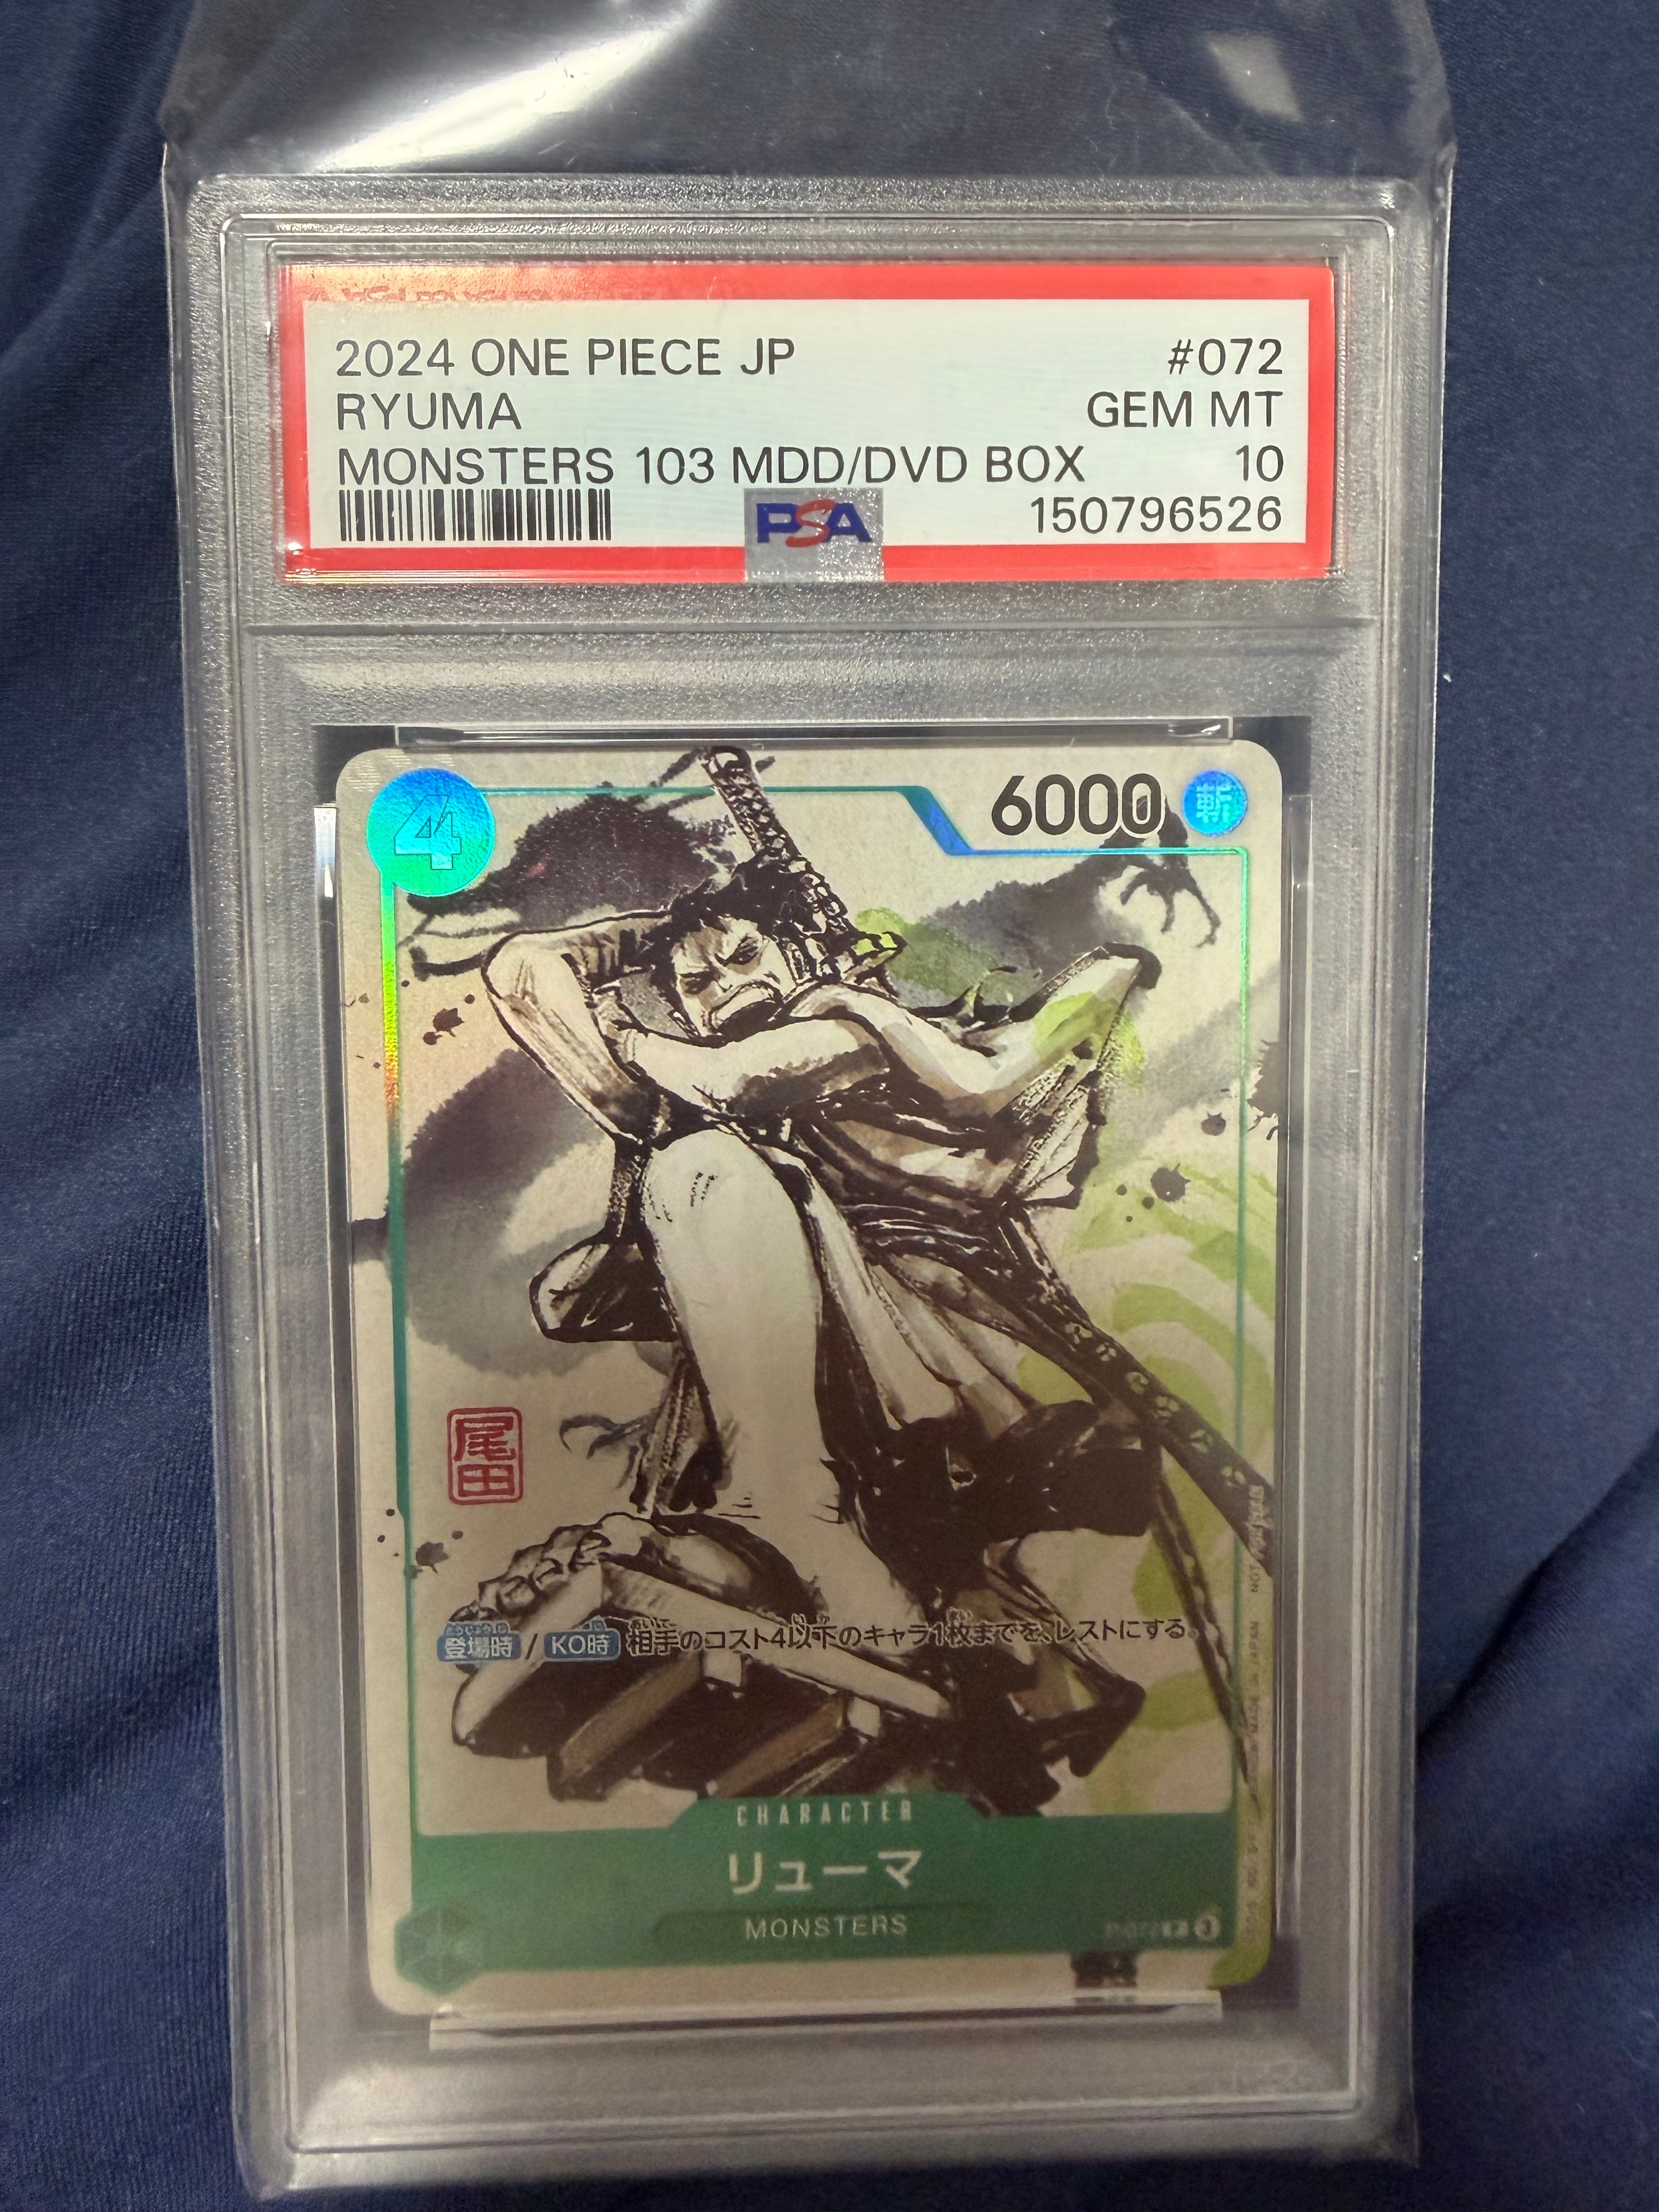 2024 ONE PIECE JP #072
RYUMA GEM MT
MONSTERS 103 MDD/DVD BOX 10
PSA 150796526
4 6000 斬
尾田
登場時 / KO時 相手のコスト4以下のキャラ1枚までを、レストにする。
CHARACTER
リューマ
MONSTERS